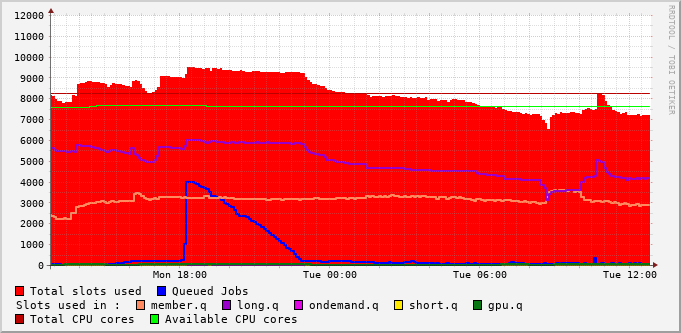 12000
11000
10000
9000
8000
7000
6000
5000
4000
3000
2000
1000
0
Mon 18:00 Tue 00:00 Tue 06:00 Tue 12:00
Total slots used Queued Jobs
Slots used in : member.q long.q ondemand.q short.q gpu.q
Total CPU cores Available CPU cores
RRDTOOL / TOBI OETIKER